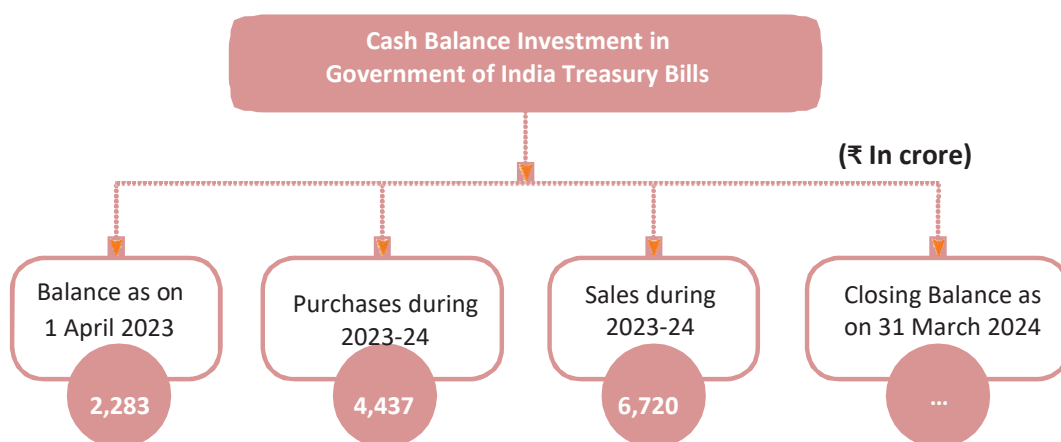 Cash Balance Investment in
Government of India Treasury Bills
(₹ In crore)
Balance as on
1 April 2023
2,283
Purchases during
2023-24
4,437
Sales during
2023-24
6,720
Closing Balance as
on 31 March 2024
…